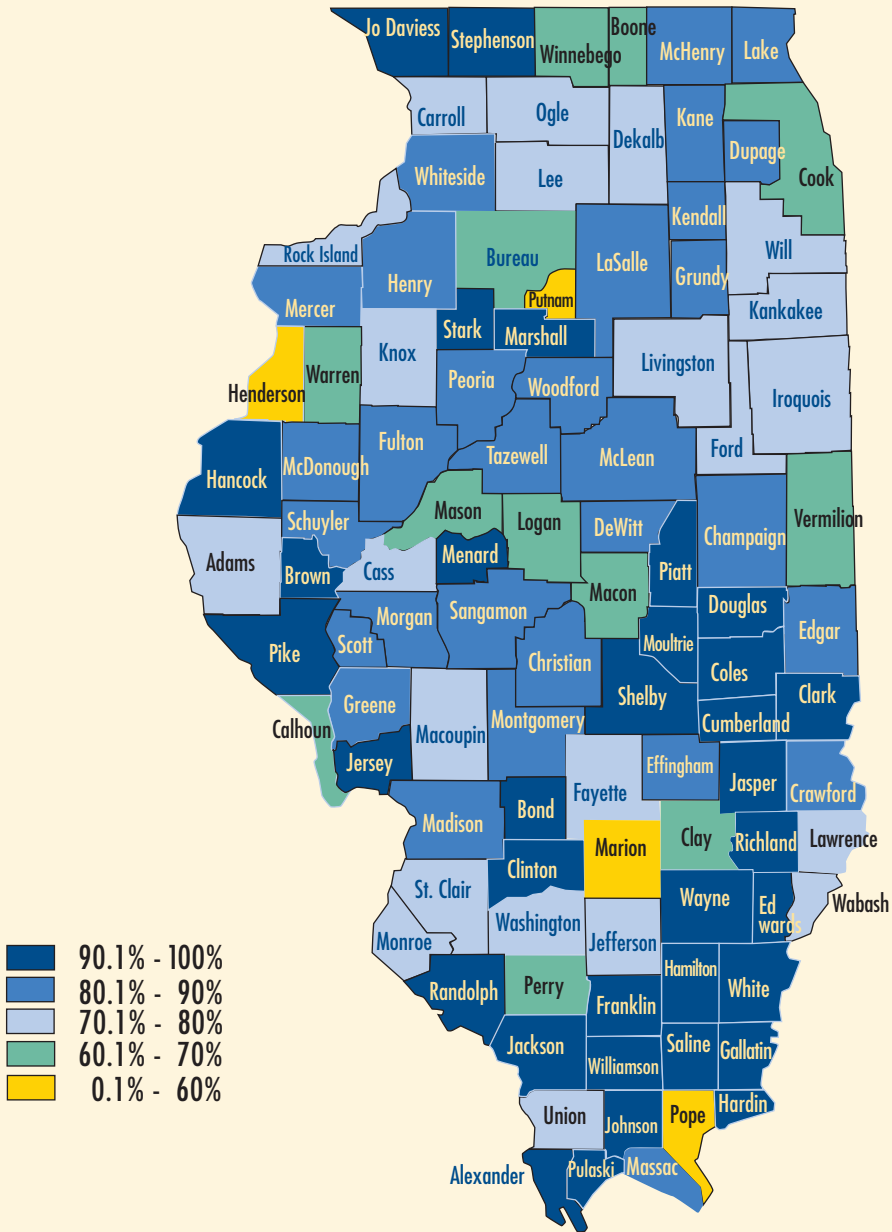 Jo Daviess
Stephenson
Winnebego
Boone
McHenry
Lake
Carroll
Ogle
Dekalb
Kane
Dupage
Cook
Whiteside
Lee
Kendall
Rock Island
Henry
Bureau
LaSalle
Grundy
Will
Mercer
Putnam
Kankakee
Stark
Marshall
Knox
Henderson
Warren
Peoria
Woodford
Livingston
Iroquois
Ford
Hancock
McDonough
Fulton
Tazewell
McLean
Mason
Logan
DeWitt
Champaign
Vermilion
Schuyler
Adams
Brown
Cass
Menard
Macon
Piatt
Douglas
Edgar
Pike
Scott
Morgan
Sangamon
Christian
Moultrie
Coles
Shelby
Cumberland
Clark
Calhoun
Greene
Macoupin
Montgomery
Jersey
Fayette
Effingham
Jasper
Crawford
Madison
Bond
Clay
Richland
Lawrence
Marion
Clinton
St. Clair
Wayne
Ed
wards
Wabash
Washington
Jefferson
Monroe
Hamilton
White
Randolph
Perry
Franklin
Jackson
Williamson
Saline
Gallatin
Union
Johnson
Pope
Hardin
Alexander
Pulaski
Massac
90.1% - 100%
80.1% - 90%
70.1% - 80%
60.1% - 70%
0.1% - 60%